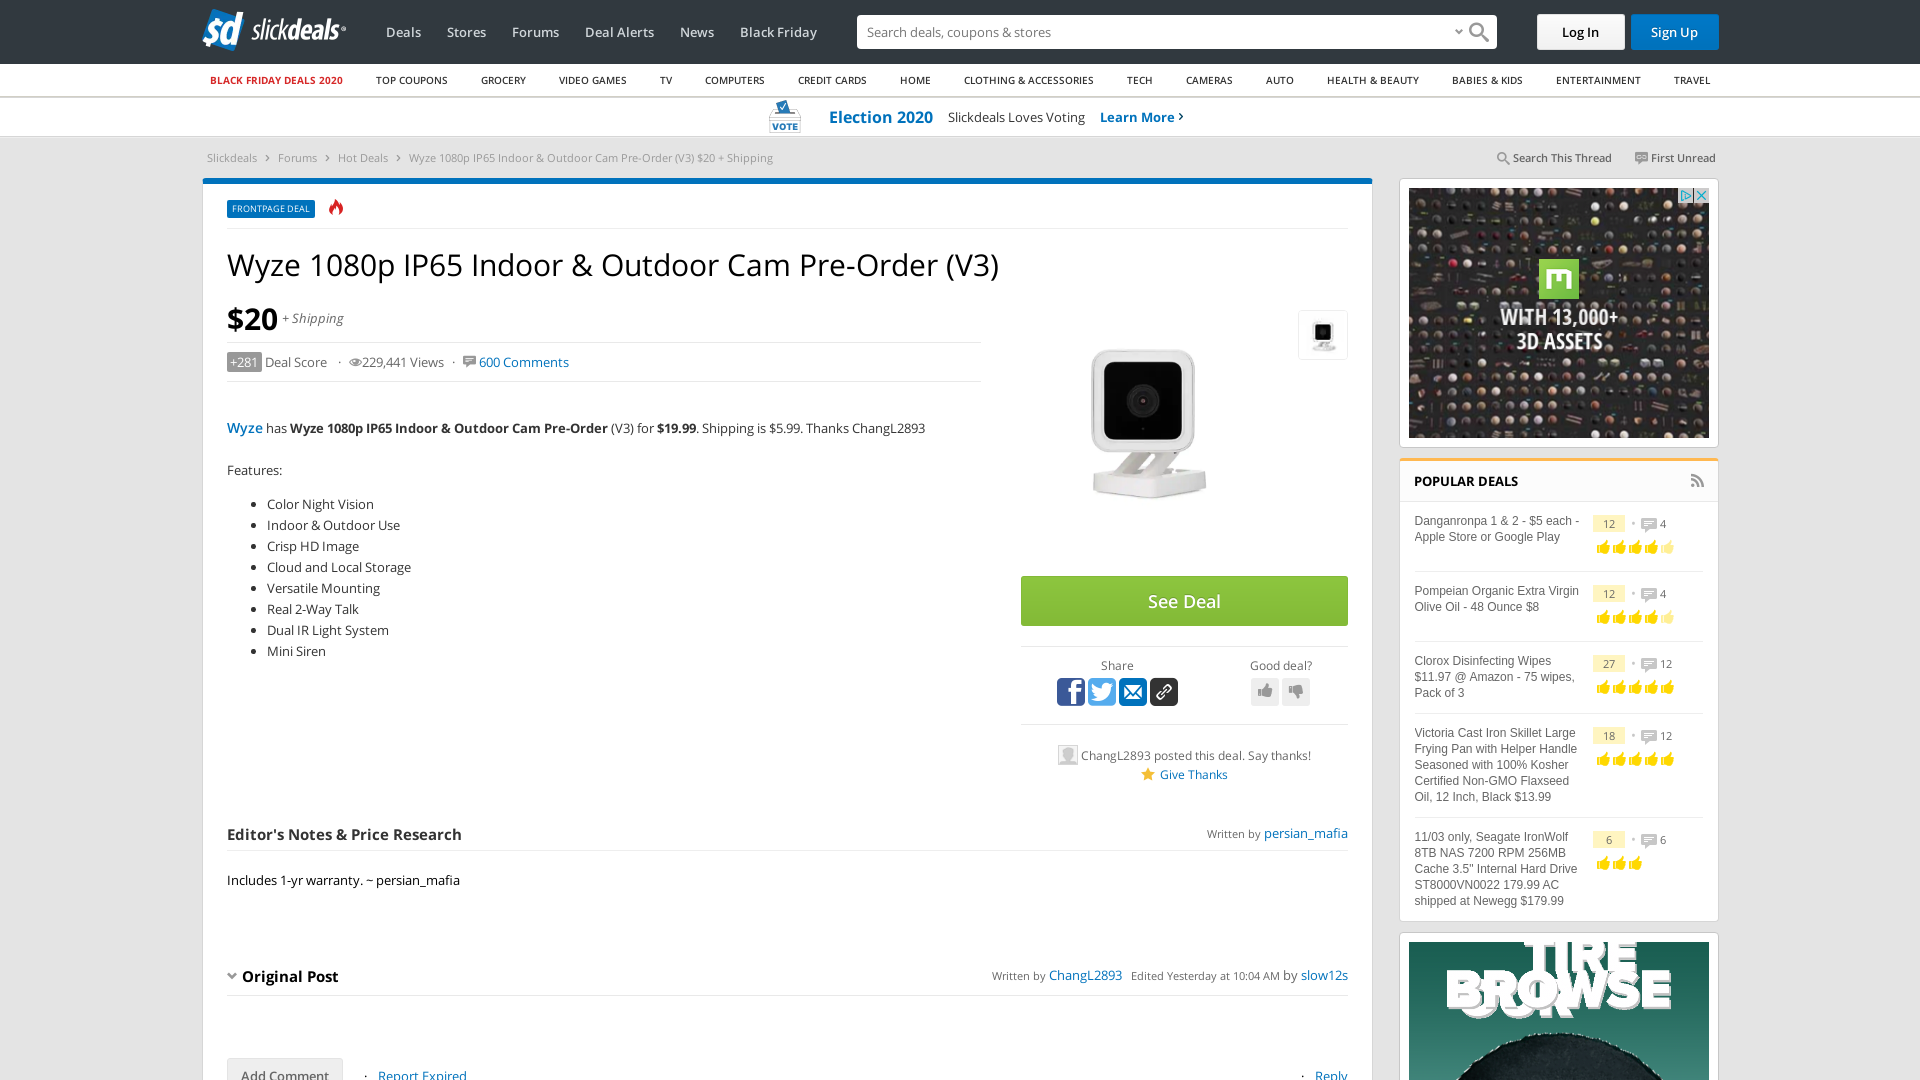 sd slickdeals
Deals Stores Forums Deal Alerts News Black Friday
Search deals, coupons & stores
Log In
Sign Up
BLACK FRIDAY DEALS 2020 TOP COUPONS GROCERY VIDEO GAMES TV COMPUTERS CREDIT CARDS HOME CLOTHING & ACCESSORIES TECH CAMERAS AUTO HEALTH & BEAUTY BABIES & KIDS ENTERTAINMENT TRAVEL
VOTE Election 2020 Slickdeals Loves Voting Learn More
Slickdeals > Forums > Hot Deals > Wyze 1080p IP65 Indoor & Outdoor Cam Pre-Order (V3) $20 + Shipping
Search This Thread First Unread
FRONTPAGE DEAL
Wyze 1080p IP65 Indoor & Outdoor Cam Pre-Order (V3)
$20 + Shipping
+281 Deal Score · 229,441 Views · 600 Comments
Wyze has Wyze 1080p IP65 Indoor & Outdoor Cam Pre-Order (V3) for $19.99. Shipping is $5.99. Thanks ChangL2893
Features:
• Color Night Vision
• Indoor & Outdoor Use
• Crisp HD Image
• Cloud and Local Storage
• Versatile Mounting
• Real 2-Way Talk
• Dual IR Light System
• Mini Siren
See Deal
Share
Good deal?
ChangL2893 posted this deal. Say thanks!
Give Thanks
Editor's Notes & Price Research
Written by persian_mafia
Includes 1-yr warranty. ~ persian_mafia
Original Post
Written by ChangL2893 Edited Yesterday at 10:04 AM by slow12s
Add Comment · Report Expired
· Reply
WITH 13,000+
3D ASSETS
POPULAR DEALS
Danganronpa 1 & 2 - $5 each -
Apple Store or Google Play
12 • 4
Pompeian Organic Extra Virgin
Olive Oil - 48 Ounce $8
12 • 4
Clorox Disinfecting Wipes
$11.97 @ Amazon - 75 wipes,
Pack of 3
27 • 12
Victoria Cast Iron Skillet Large
Frying Pan with Helper Handle
Seasoned with 100% Kosher
Certified Non-GMO Flaxseed
Oil, 12 Inch, Black $13.99
18 • 12
11/03 only, Seagate IronWolf
8TB NAS 7200 RPM 256MB
Cache 3.5" Internal Hard Drive
ST8000VN0022 179.99 AC
shipped at Newegg $179.99
6 • 6
TIRE
BROWSE